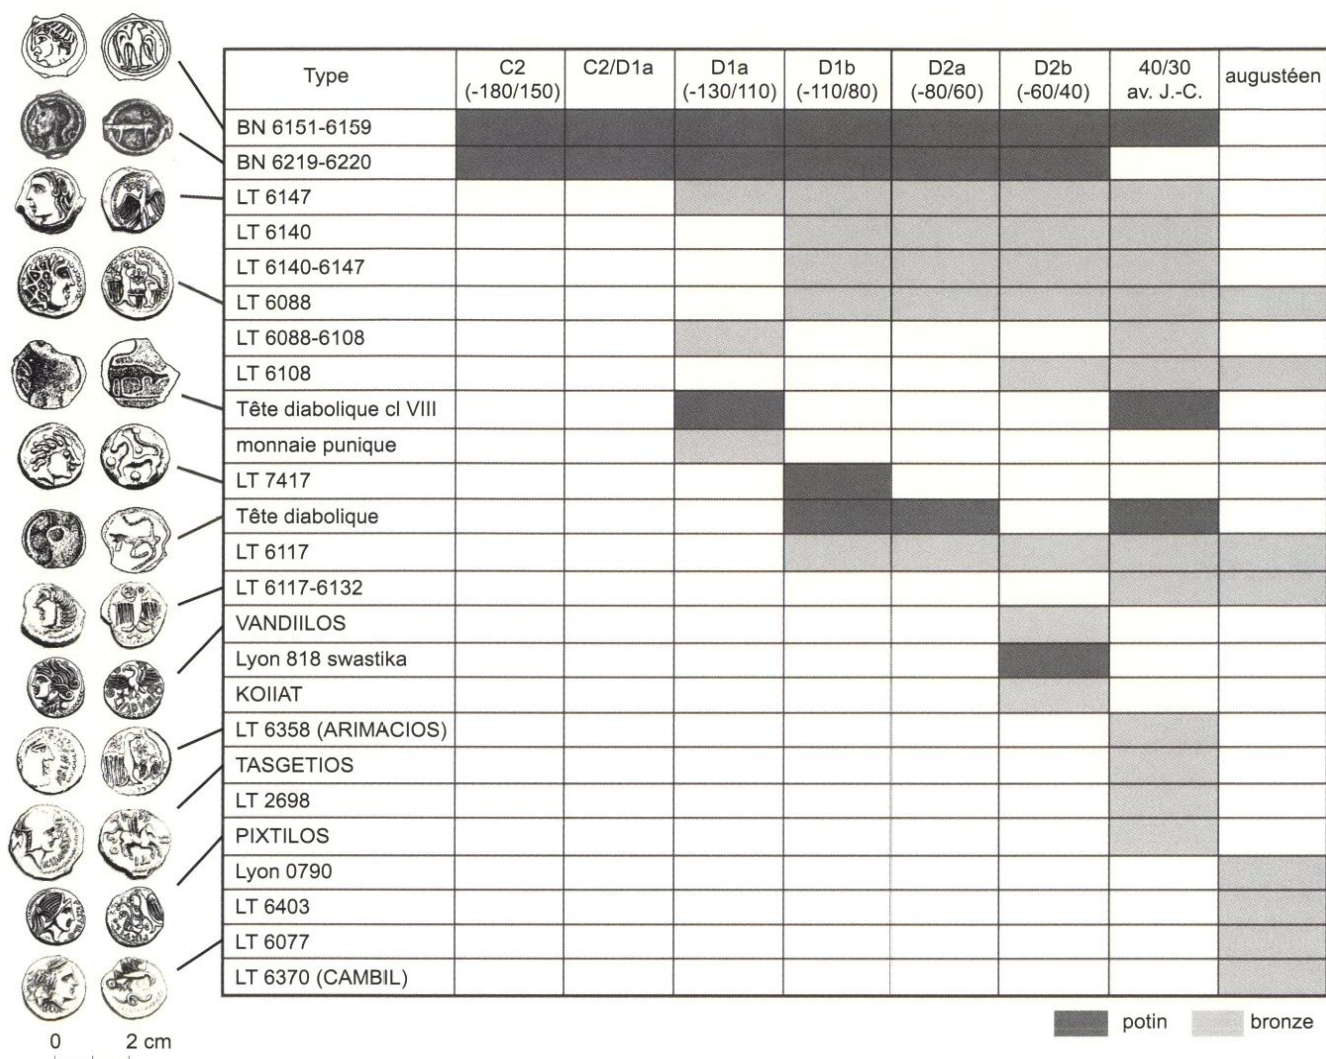 Type C2 C2/D1a D1a D1b D2a D2b 40/30 augustéen
(-180/150) (-130/110) (-110/80) (-80/60) (-60/40) av. J.-C.
BN 6151-6159
BN 6219-6220
LT 6147
LT 6140
LT 6140-6147
LT 6088
LT 6088-6108
LT 6108
Tête diabolique cl VIII
monnaie punique
LT 7417
Tête diabolique
LT 6117
LT 6117-6132
VANDIILOS
Lyon 818 swastika
KOIIAT
LT 6358 (ARIMACIOS)
TASGETIOS
LT 2698
PIXTILOS
Lyon 0790
LT 6403
LT 6077
LT 6370 (CAMBIL)
potin bronze
0 2 cm